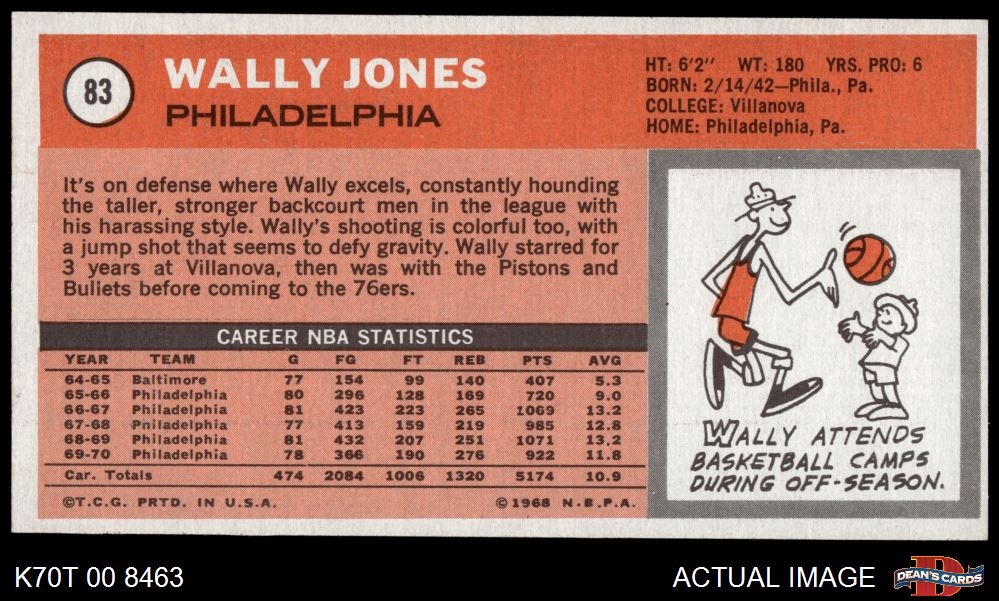 83
WALLY JONES
PHILADELPHIA
HT: 6'2'' WT: 180 YRS. PRO: 6
BORN: 2/14/42—Phila., Pa.
COLLEGE: Villanova
HOME: Philadelphia, Pa.
It's on defense where Wally excels, constantly hounding
the taller, stronger backcourt men in the league with
his harassing style. Wally's shooting is colorful too, with
a jump shot that seems to defy gravity. Wally starred for
3 years at Villanova, then was with the Pistons and
Bullets before coming to the 76ers.
CAREER NBA STATISTICS
YEAR TEAM G FG FT REB PTS AVG
64-65 Baltimore 77 154 99 140 407 5.3
65-66 Philadelphia 80 296 128 169 720 9.0
66-67 Philadelphia 81 423 223 265 1069 13.2
67-68 Philadelphia 77 413 159 219 985 12.8
68-69 Philadelphia 81 432 207 251 1071 13.2
69-70 Philadelphia 78 366 190 276 922 11.8
Car. Totals 474 2084 1006 1320 5174 10.9
©T.C.G. PRTD. IN U.S.A. ©1968 N.B.P.A.
WALLY ATTENDS
BASKETBALL CAMPS
DURING OFF-SEASON.
K70T 00 8463
ACTUAL IMAGE
D
DEAN'S CARDS